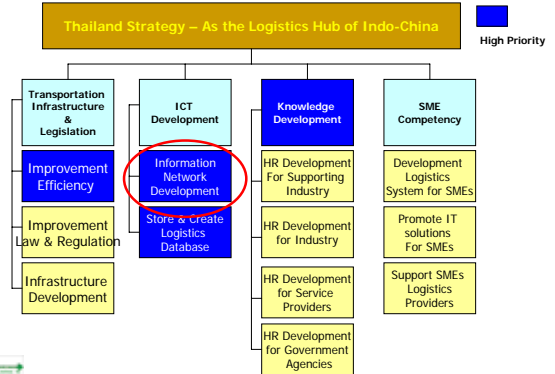 Thailand Strategy – As the Logistics Hub of Indo-China
High Priority
Transportation
Infrastructure
&
Legislation
Improvement
Efficiency
Improvement
Law & Regulation
Infrastructure
Development
ICT
Development
Information
Network
Development
Store & Create
Logistics
Database
Knowledge
Development
HR Development
For Supporting
Industry
HR Development
for Industry
HR Development
for Service
Providers
HR Development
for Government
Agencies
SME
Competency
Development
Logistics
System for SMEs
Promote IT
solutions
For SMEs
Support SMEs
Logistics
Providers